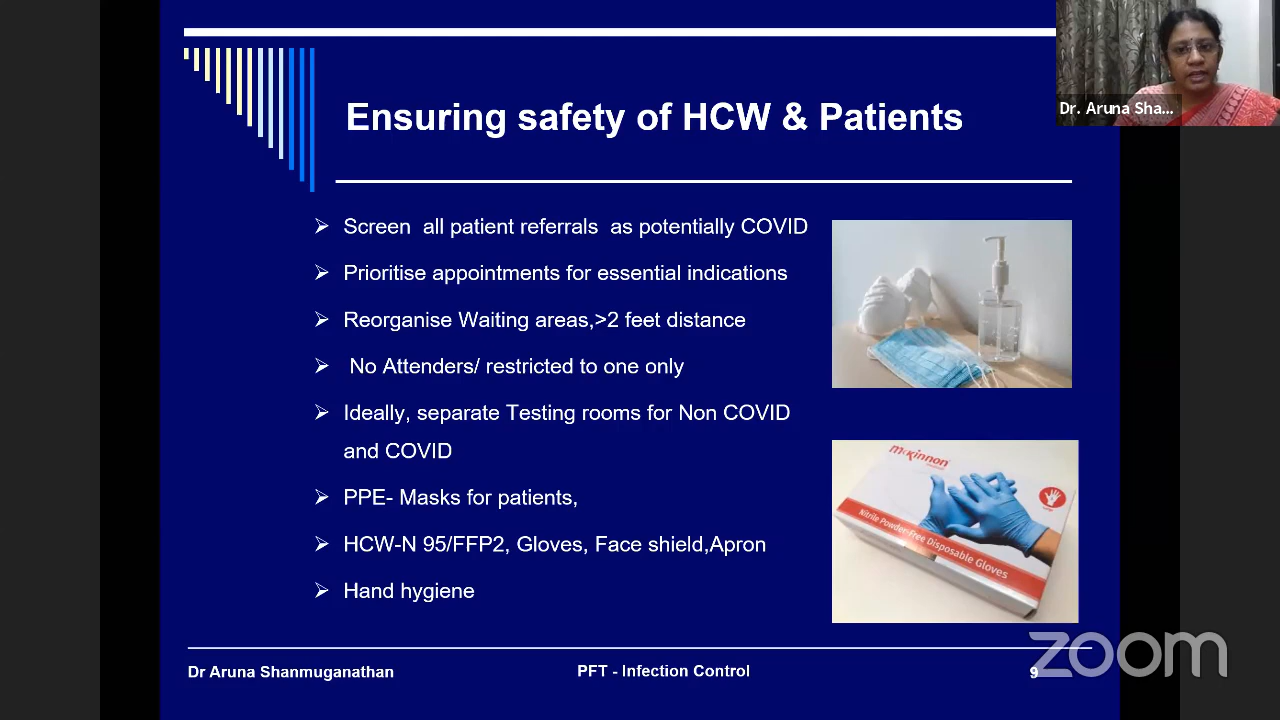 Dr. Aruna Sha...
Ensuring safety of HCW & Patients
Screen all patient referrals as potentially COVID
Prioritise appointments for essential indications
Reorganise Waiting areas,>2 feet distance
No Attenders/ restricted to one only
Ideally, separate Testing rooms for Non COVID
and COVID
PPE- Masks for patients,
HCW-N 95/FFP2, Gloves, Face shield,Apron
Hand hygiene
mckinnon
Nitrile Powder-Free Disposable Gloves
Dr Aruna Shanmuganathan
PFT - Infection Control
9
zoom